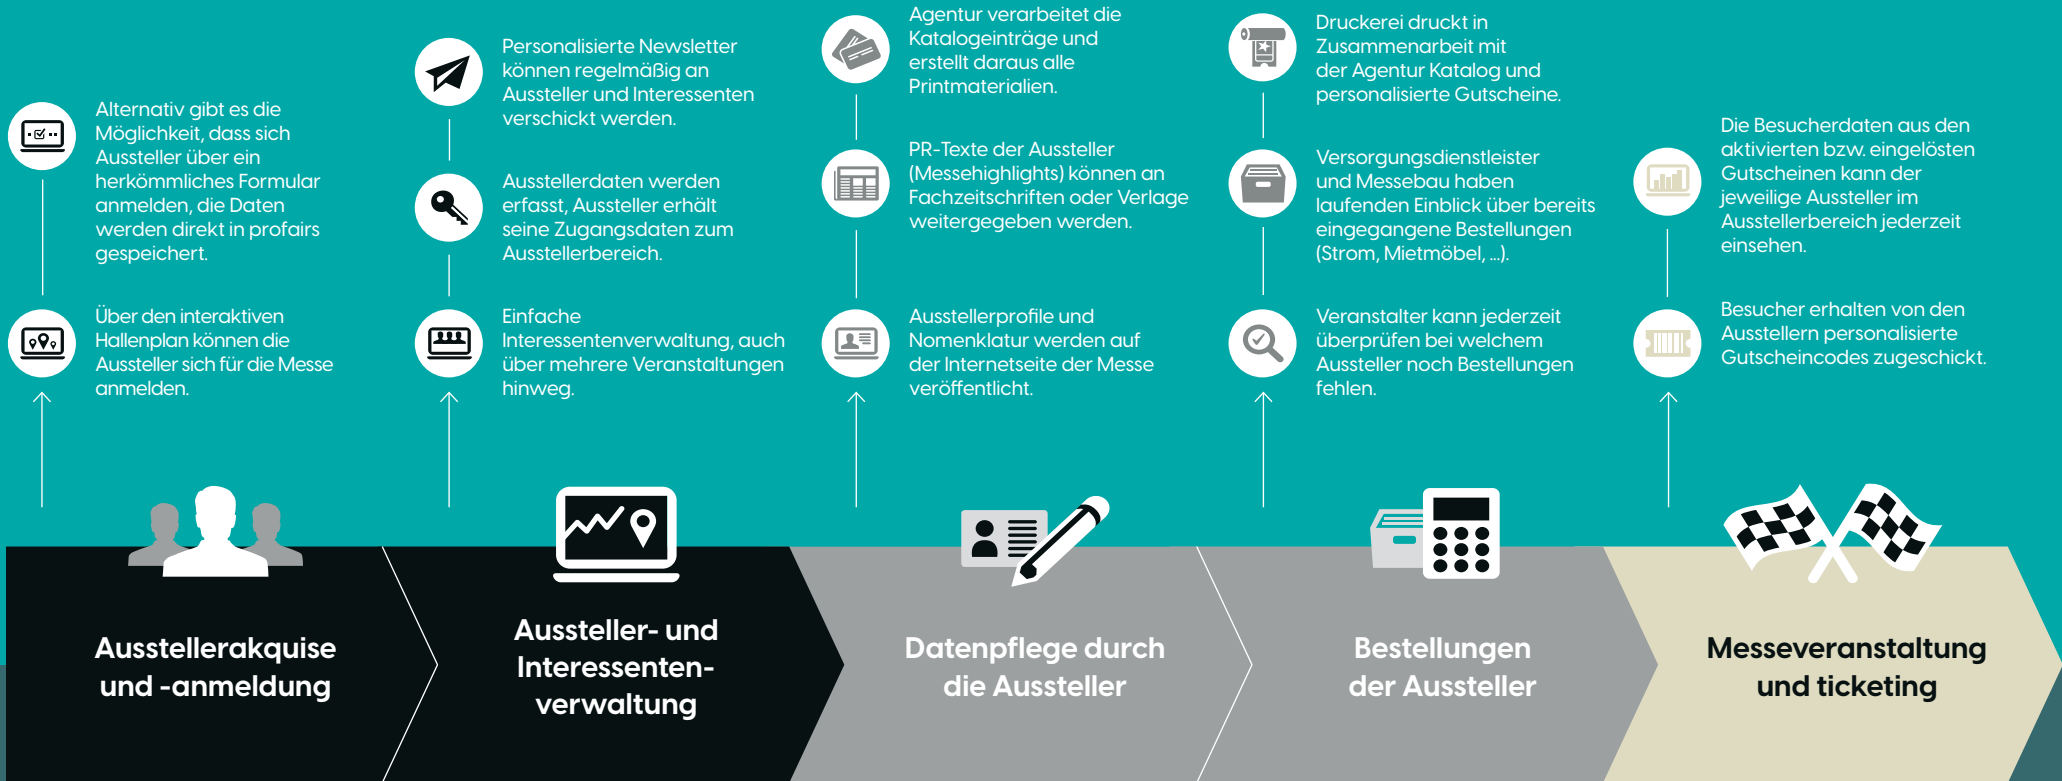 Alternativ gibt es die
Möglichkeit, dass sich
Aussteller über ein
herkömmliches Formular
anmelden, die Daten
werden direkt in profairs
gespeichert.
Über den interaktiven
Hallenplan können die
Aussteller sich für die Messe
anmelden.
Personalisierte Newsletter
können regelmäßig an
Aussteller und Interessenten
verschickt werden.
Ausstellerdaten werden
erfasst, Aussteller erhält
seine Zugangsdaten zum
Ausstellerbereich.
Einfache
Interessentenverwaltung, auch
über mehrere Veranstaltungen
hinweg.
Agentur verarbeitet die
Katalogeinträge und
erstellt daraus alle
Printmaterialien.
PR-Texte der Aussteller
(Messehighlights) können an
Fachzeitschriften oder Verlage
weitergegeben werden.
Ausstellerprofile und
Nomenklatur werden auf
der Internetseite der Messe
veröffentlicht.
Druckerei druckt in
Zusammenarbeit mit
der Agentur Katalog und
personalisierte Gutscheine.
Versorgungsdienstleister
und Messebau haben
laufenden Einblick über bereits
eingegangene Bestellungen
(Strom, Mietmöbel, ...).
Veranstalter kann jederzeit
überprüfen bei welchem
Aussteller noch Bestellungen
fehlen.
Die Besucherdaten aus den
aktivierten bzw. eingelösten
Gutscheinen kann der
jeweilige Aussteller im
Ausstellerbereich jederzeit
einsehen.
Besucher erhalten von den
Ausstellern personalisierte
Gutscheincodes zugeschickt.
Ausstellerakquise
und -anmeldung
Aussteller- und
Interessenten-
verwaltung
Datenpflege durch
die Aussteller
Bestellungen
der Aussteller
Messeveranstaltung
und ticketing